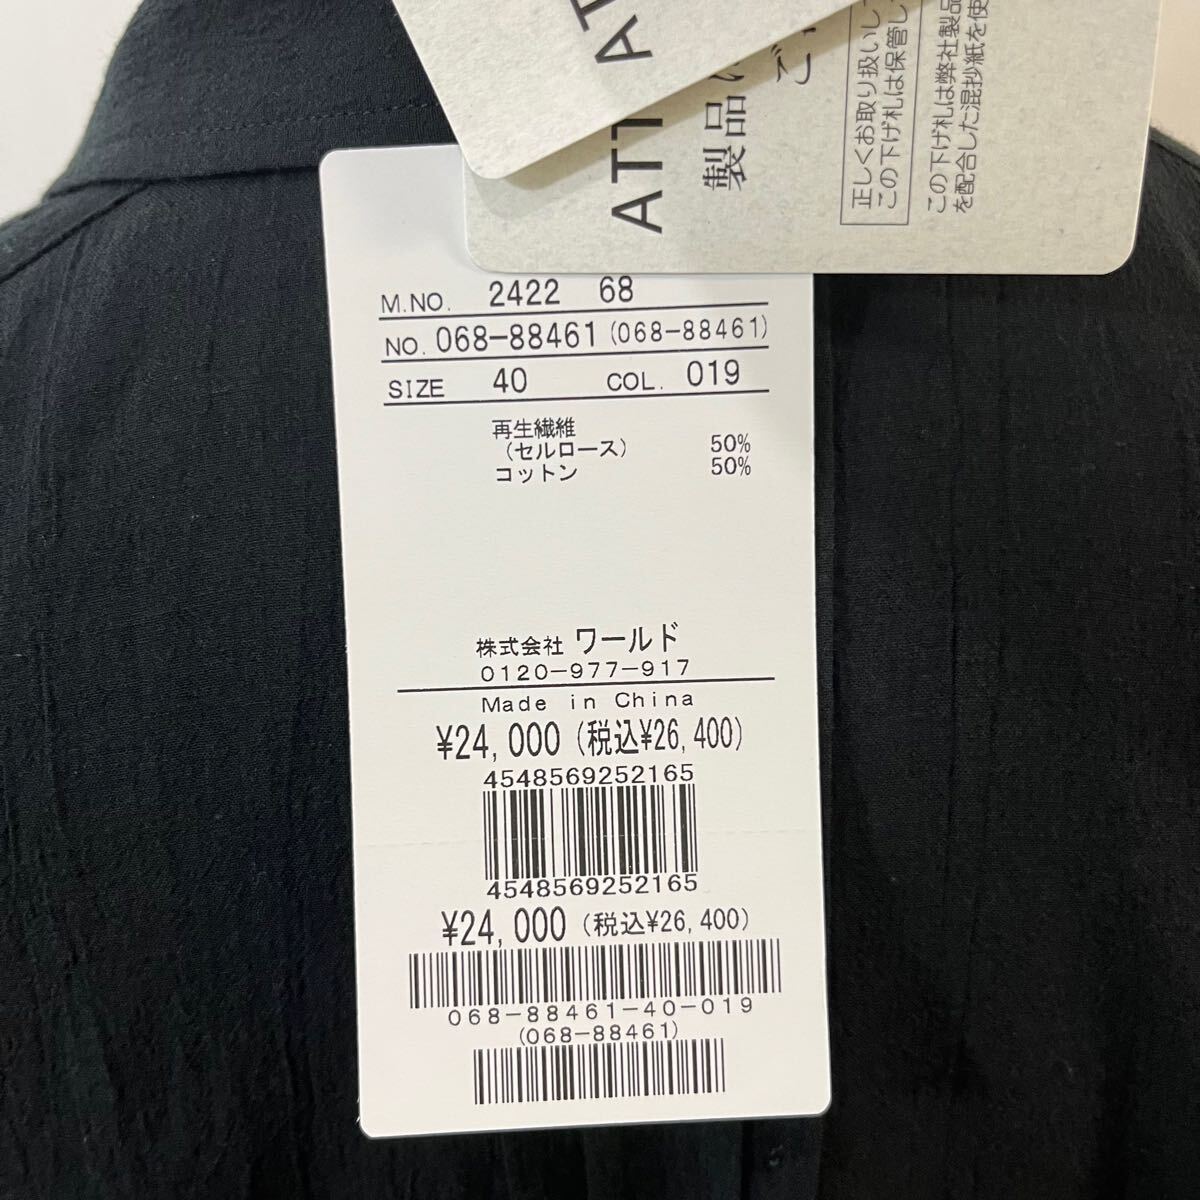 ATT
製品
正しくお取り扱いし
この下げ札は保管し
この下げ札は弊社製品
を配合した混抄紙を使
M.NO. 2422 68
NO. 068-88461 (068-88461)
SIZE 40 COL. 019
再生繊維
(セルロース) 50%
コットン 50%
株式会社 ワールド
0120-977-917
Made in China
¥24,000 (税込¥26,400)
4548569252165
4548569252165
¥24,000 (税込¥26,400)
068-88461-40-019
(068-88461)